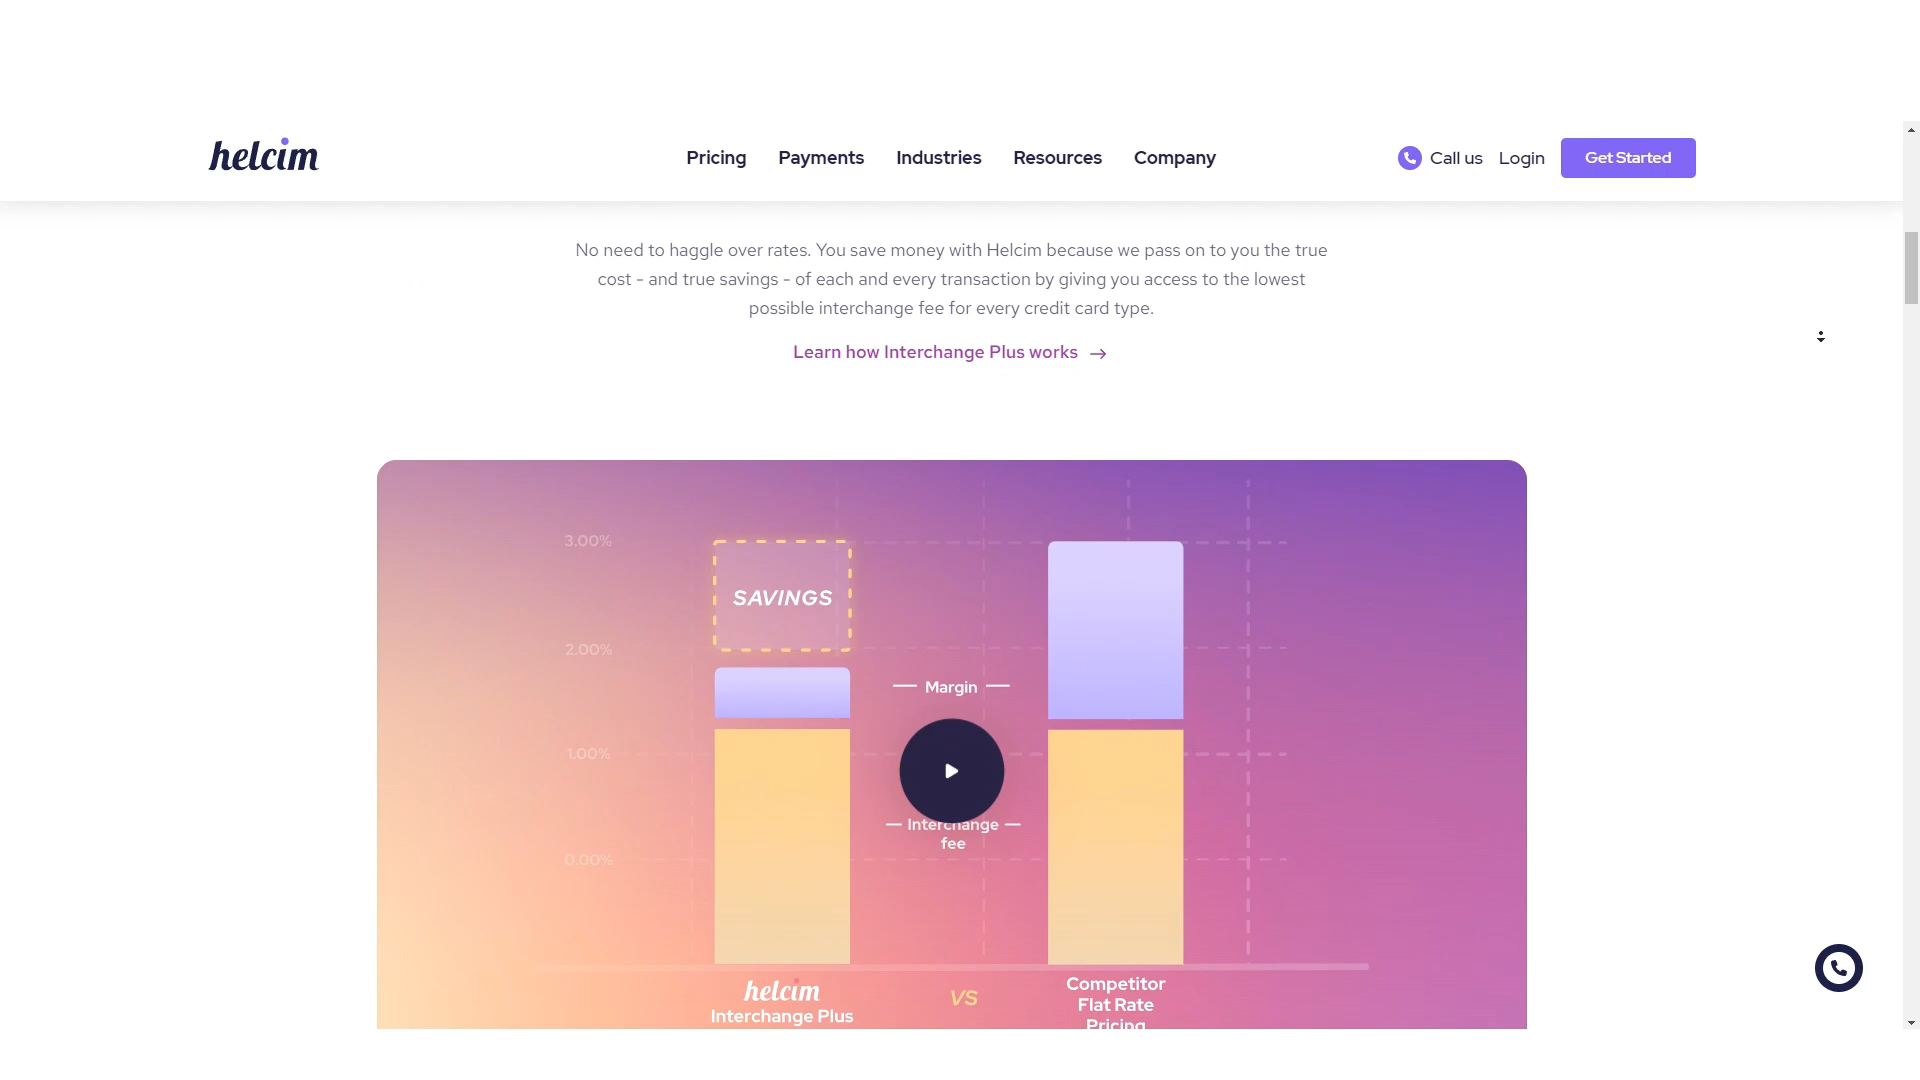 helcim
Pricing
Payments
Industries
Resources
Company
Call us
Login
Get Started
No need to haggle over rates. You save money with Helcim because we pass on to you the true
cost - and true savings - of each and every transaction by giving you access to the lowest
possible interchange fee for every credit card type.
Learn how Interchange Plus works
3.00%
SAVINGS
2.00%
Margin
1.00%
Interchange
fee
0.00%
helcim
Interchange Plus
VS
Competitor
Flat Rate
Pricing